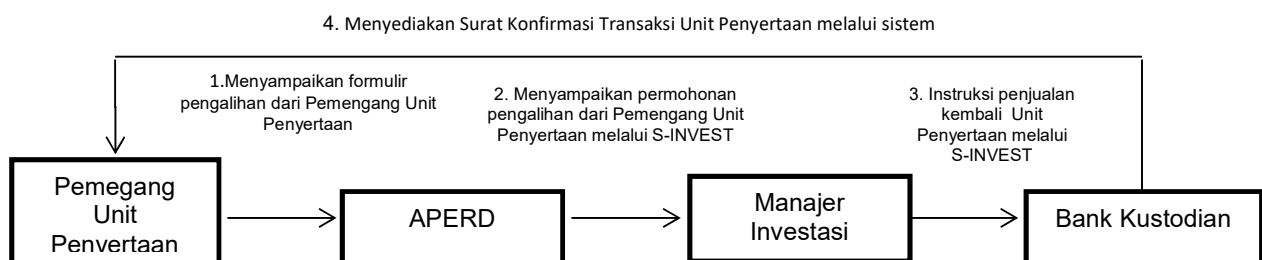 4. Menyediakan Surat Konfirmasi Transaksi Unit Penyertaan melalui sistem
1.Menyampaikan formulir
pengalihan dari Pemengang Unit
Penyertaan
2. Menyampaikan permohonan
pengalihan dari Pemengang Unit
Penyertaan melalui S-INVEST
3. Instruksi penjualan
kembali Unit
Penyertaan melalui
S-INVEST
Pemegang
Unit
Penyertaan
APERD
Manajer
Investasi
Bank Kustodian